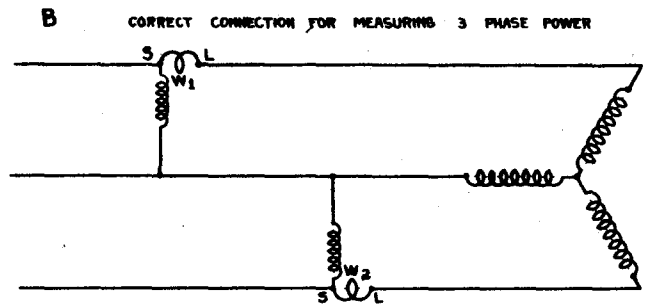 B CORRECT CONNECTION FOR MEASURING 3 PHASE POWER
S L
W1
W2
S L